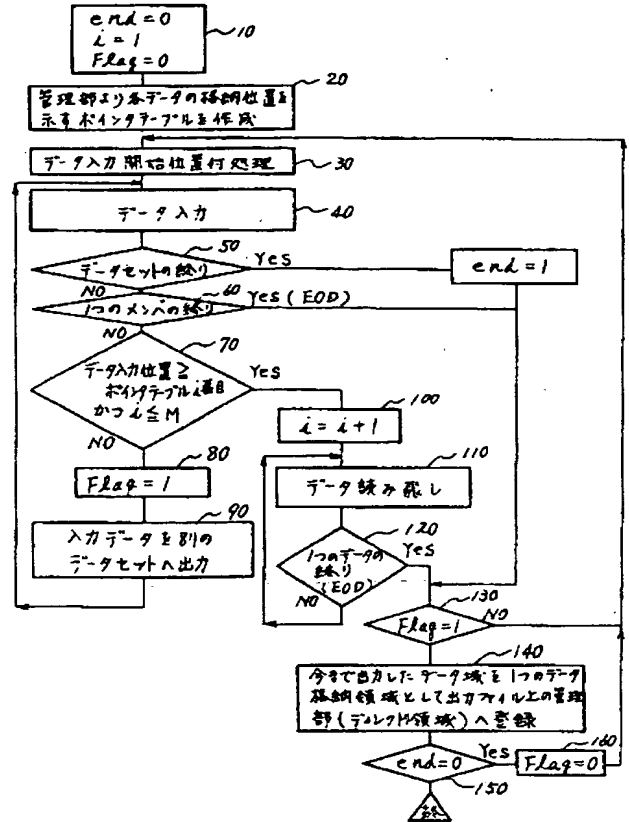 end=0
i=1
Flag=0
10
20
管理部より各データの格納位置を
示すポインタテーブルを作成
データ入力開始位置付処理
30
データ入力
40
50
データセットの終り
Yes
end=1
NO
60
1つのメンバの終り
Yes(EOD)
NO
70
データ入力位置≧
ポインタテーブルi番目
かつi≦M
Yes
NO
100
i=i+1
80
Flag=1
110
データ読み飛し
90
入力データを別の
データセットへ出力
120
1つのデータの
終り
(EOD)
Yes
NO
130
Flag=1
NO
140
今まで出力したデータ域を1つのデータ
格納領域として出力ファイル上の管理
部(ディレクトリ領域)へ登録
end=0
Yes
160
Flag=0
150